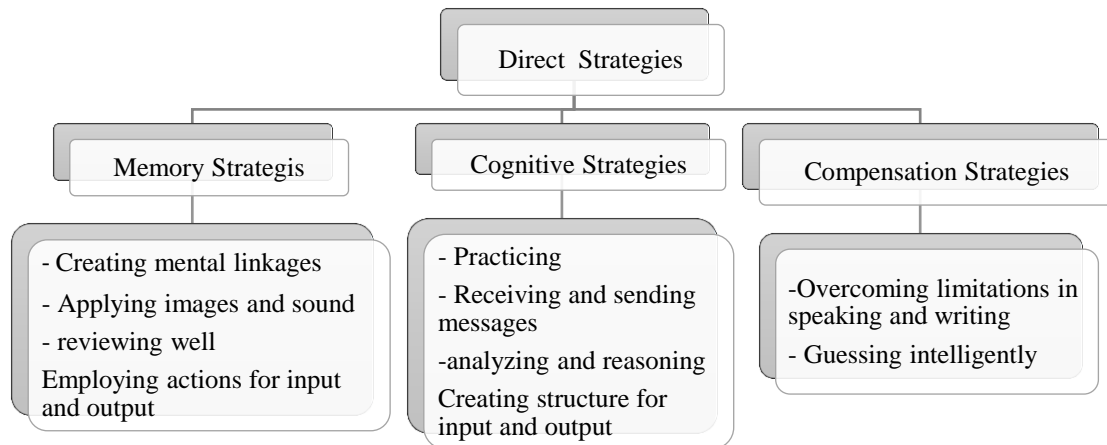 Direct Strategies
Memory Strategis
Cognitive Strategies
Compensation Strategies
- Creating mental linkages
- Applying images and sound
- reviewing well
Employing actions for input
and output
- Practicing
- Receiving and sending
messages
-analyzing and reasoning
Creating structure for
input and output
-Overcoming limitations in
speaking and writing
- Guessing intelligently